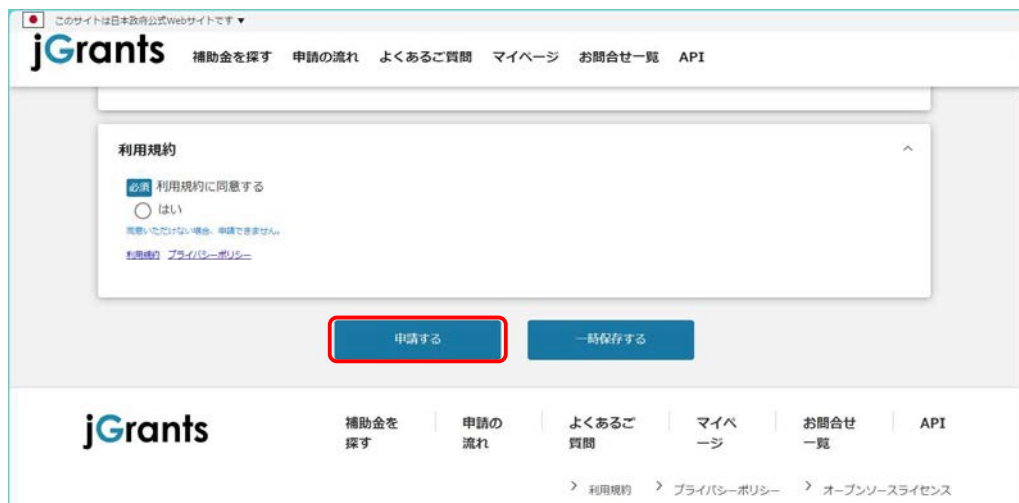 このサイトは日本政府公式Webサイトです ▼
jGrants 補助金を探す 申請の流れ よくあるご質問 マイページ お問合せ一覧 API
利用規約
必須 利用規約に同意する
はい
同意いただけない場合、申請できません。
利用規約 プライバシーポリシー
申請する 一時保存する
jGrants 補助金を 申請の よくあるご マイペ お問合せ API
探す 流れ 質問 ージ 一覧
> 利用規約 > プライバシーポリシー > オープンソースライセンス